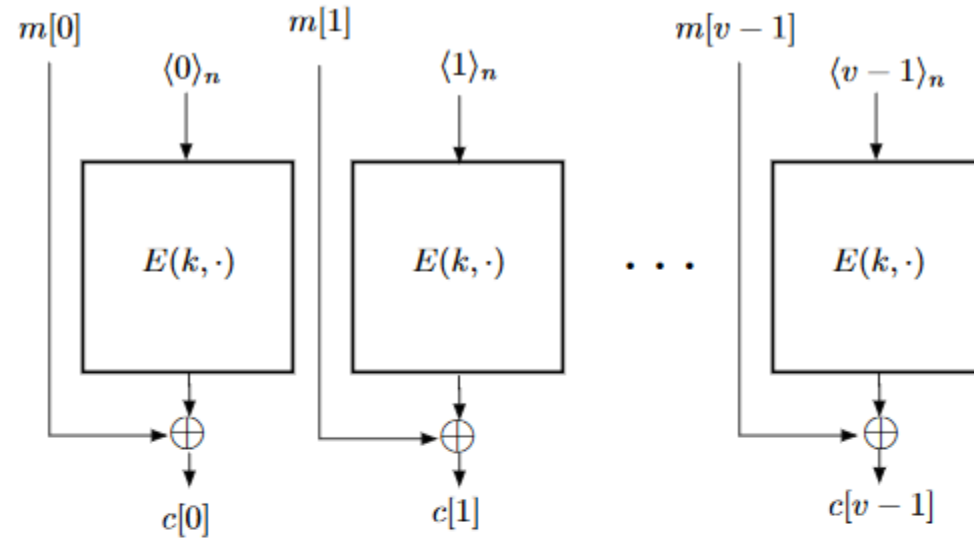 m[0] m[1] m[v − 1]
⟨0⟩ₙ ⟨1⟩ₙ ⟨v − 1⟩ₙ
E(k, ·) E(k, ·) · · · E(k, ·)
c[0] c[1] c[v − 1]